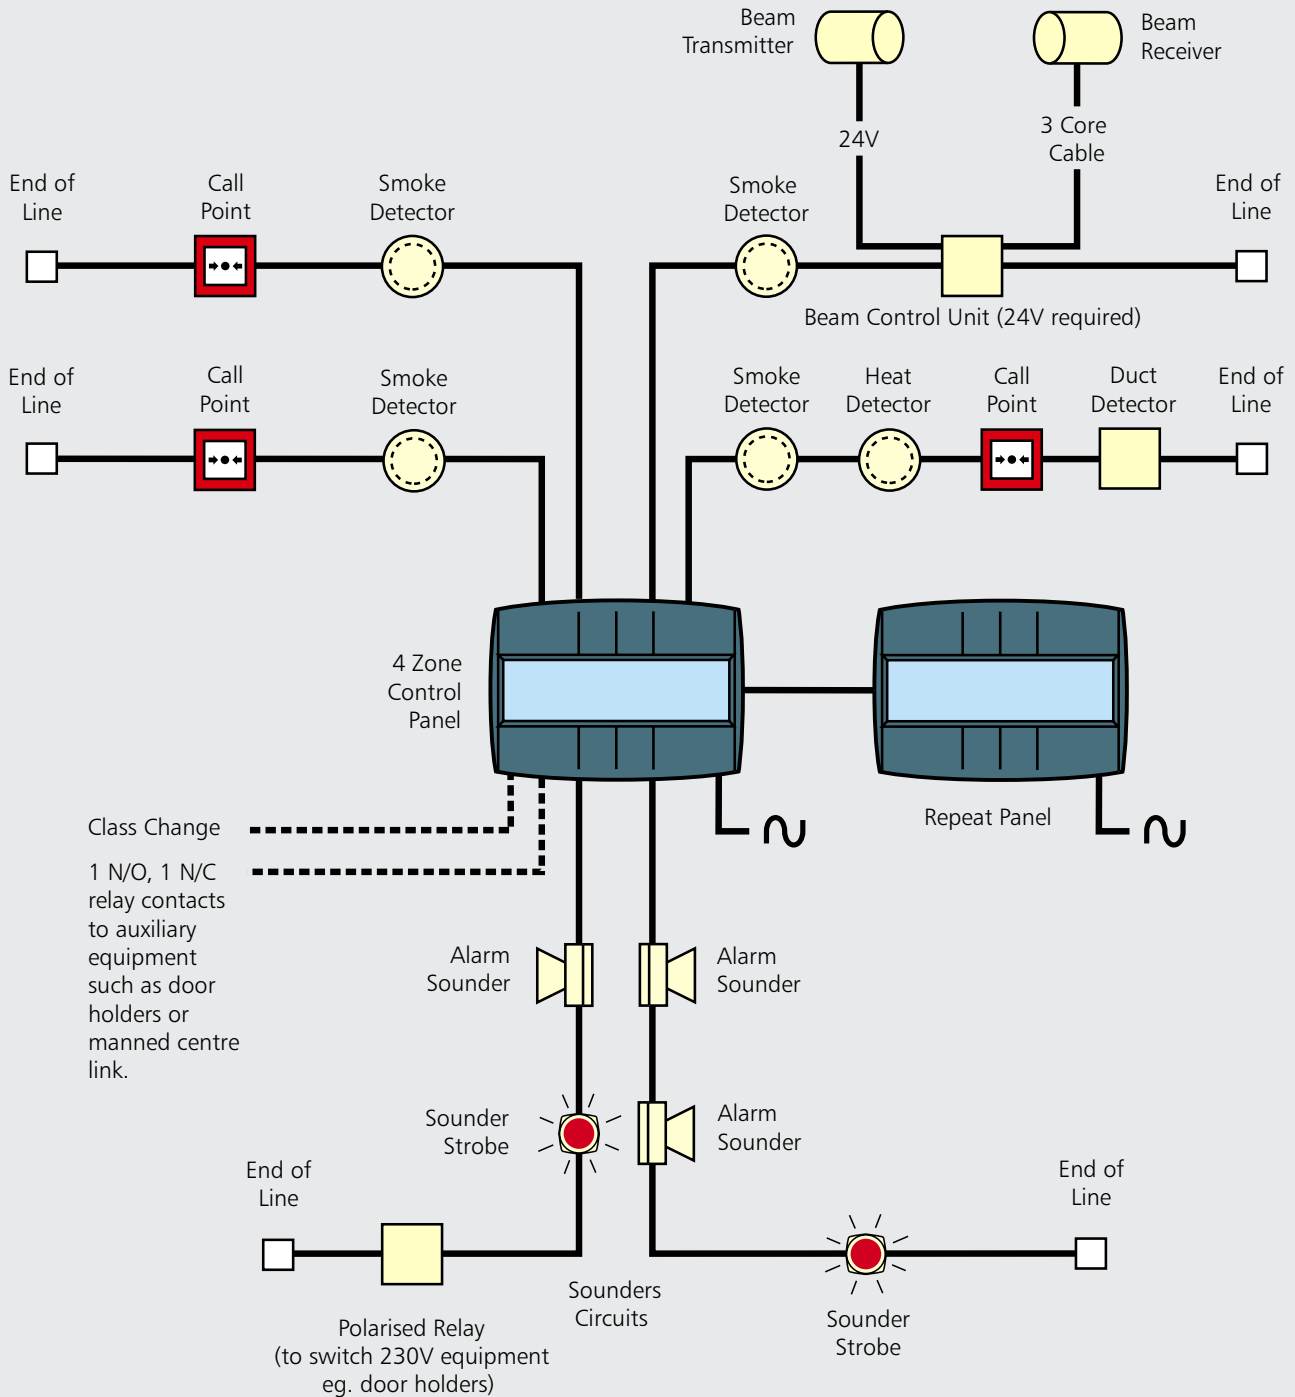 Beam
Transmitter
Beam
Receiver
24V
3 Core
Cable
End of
Line
Call
Point
Smoke
Detector
Smoke
Detector
End of
Line
Beam Control Unit (24V required)
End of
Line
Call
Point
Smoke
Detector
Smoke
Detector
Heat
Detector
Call
Point
Duct
Detector
End of
Line
4 Zone
Control
Panel
Repeat Panel
Class Change
1 N/O, 1 N/C
relay contacts
to auxiliary
equipment
such as door
holders or
manned centre
link.
Alarm
Sounder
Alarm
Sounder
Sounder
Strobe
Alarm
Sounder
End of
Line
End of
Line
Sounders
Circuits
Polarised Relay
(to switch 230V equipment
eg. door holders)
Sounder
Strobe